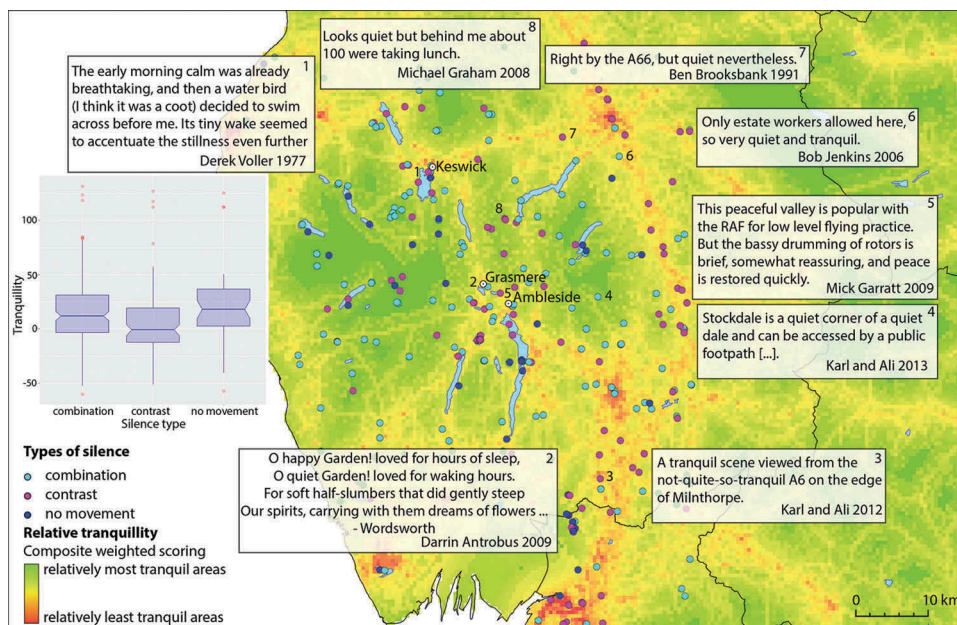 1
The early morning calm was already
breathtaking, and then a water bird
(I think it was a coot) decided to swim
across before me. Its tiny wake seemed
to accentuate the stillness even further
Derek Voller 1977
8
Looks quiet but behind me about
100 were taking lunch.
Michael Graham 2008
7
Right by the A66, but quiet nevertheless.
Ben Brooksbank 1991
6
Only estate workers allowed here,
so very quiet and tranquil.
Bob Jenkins 2006
5
This peaceful valley is popular with
the RAF for low level flying practice.
But the bassy drumming of rotors is
brief, somewhat reassuring, and peace
is restored quickly.
Mick Garratt 2009
4
Stockdale is a quiet corner of a quiet
dale and can be accessed by a public
footpath [...].
Karl and Ali 2013
3
A tranquil scene viewed from the
not-quite-so-tranquil A6 on the edge
of Milnthorpe.
Karl and Ali 2012
2
O happy Garden! loved for hours of sleep,
O quiet Garden! loved for waking hours.
For soft half-slumbers that did gently steep
Our spirits, carrying with them dreams of flowers ...
- Wordsworth
Darrin Antrobus 2009
7
6
1 Keswick
8
2 Grasmere
5 Ambleside
4
3
Tranquillity
100
50
0
-50
combination contrast no movement
Silence type
Types of silence
combination
contrast
no movement
Relative tranquillity
Composite weighted scoring
relatively most tranquil areas
relatively least tranquil areas
0 10 km